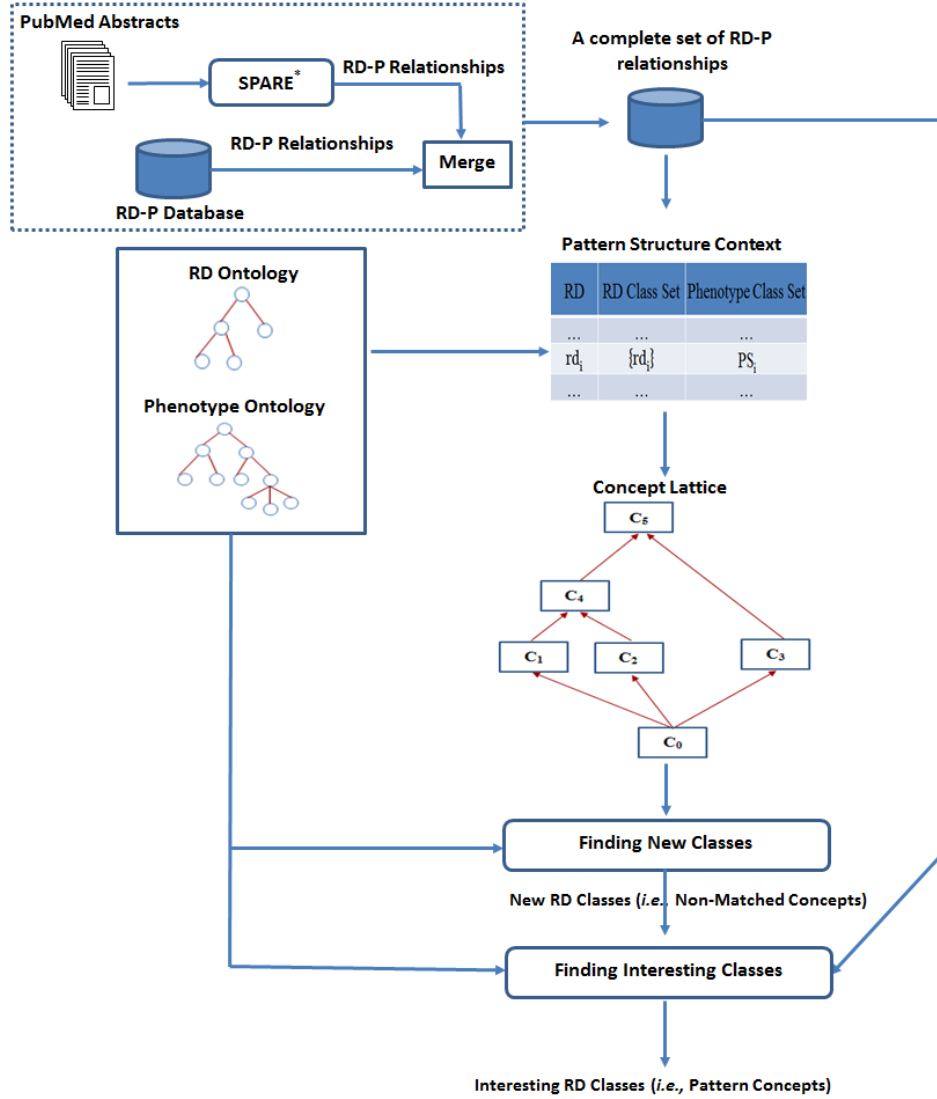 PubMed Abstracts
SPARE*
RD-P Relationships
RD-P Relationships
Merge
RD-P Database
A complete set of RD-P
relationships
RD Ontology
Phenotype Ontology
Pattern Structure Context
RD RD Class Set Phenotype Class Set
... ... ...
rdᵢ {rdᵢ} PSᵢ
... ... ...
Concept Lattice
C₅
C₄
C₁ C₂ C₃
C₀
Finding New Classes
New RD Classes (i.e., Non-Matched Concepts)
Finding Interesting Classes
Interesting RD Classes (i.e., Pattern Concepts)